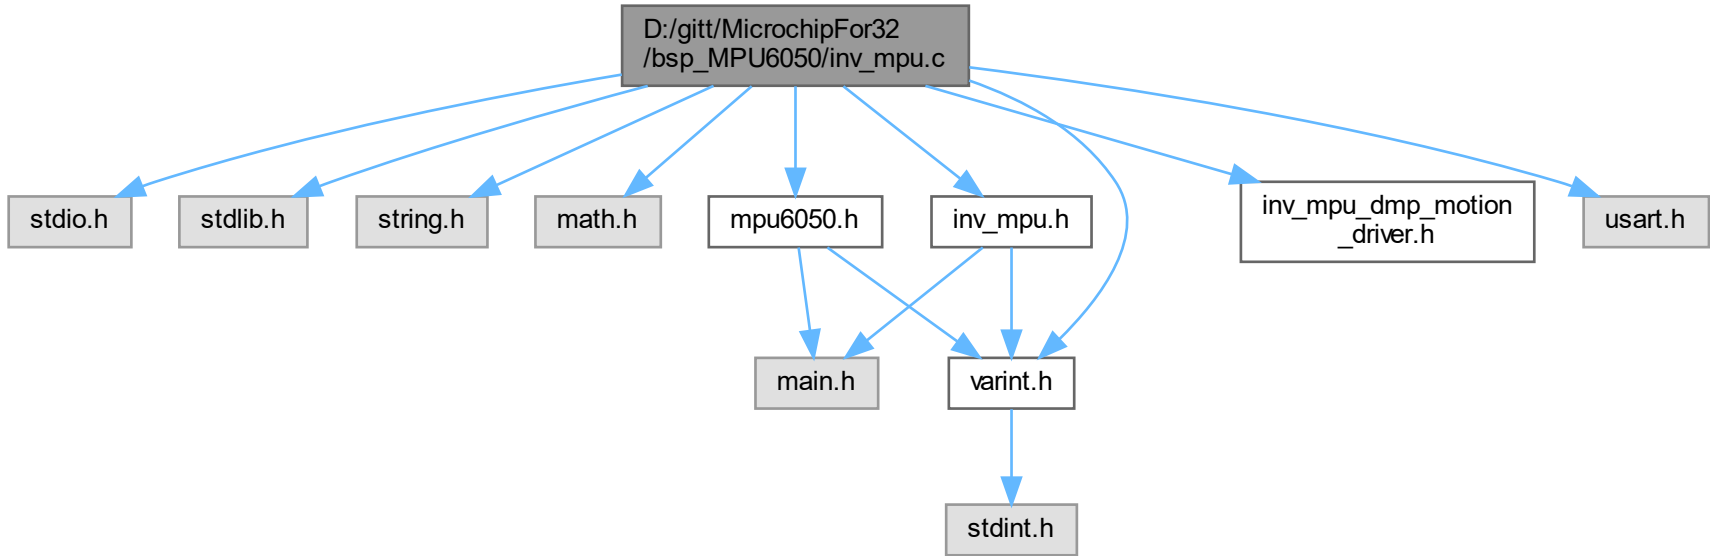 D:/gitt/MicrochipFor32
/bsp_MPU6050/inv_mpu.c
stdio.h
stdlib.h
string.h
math.h
mpu6050.h
inv_mpu.h
inv_mpu_dmp_motion
_driver.h
usart.h
main.h
varint.h
stdint.h